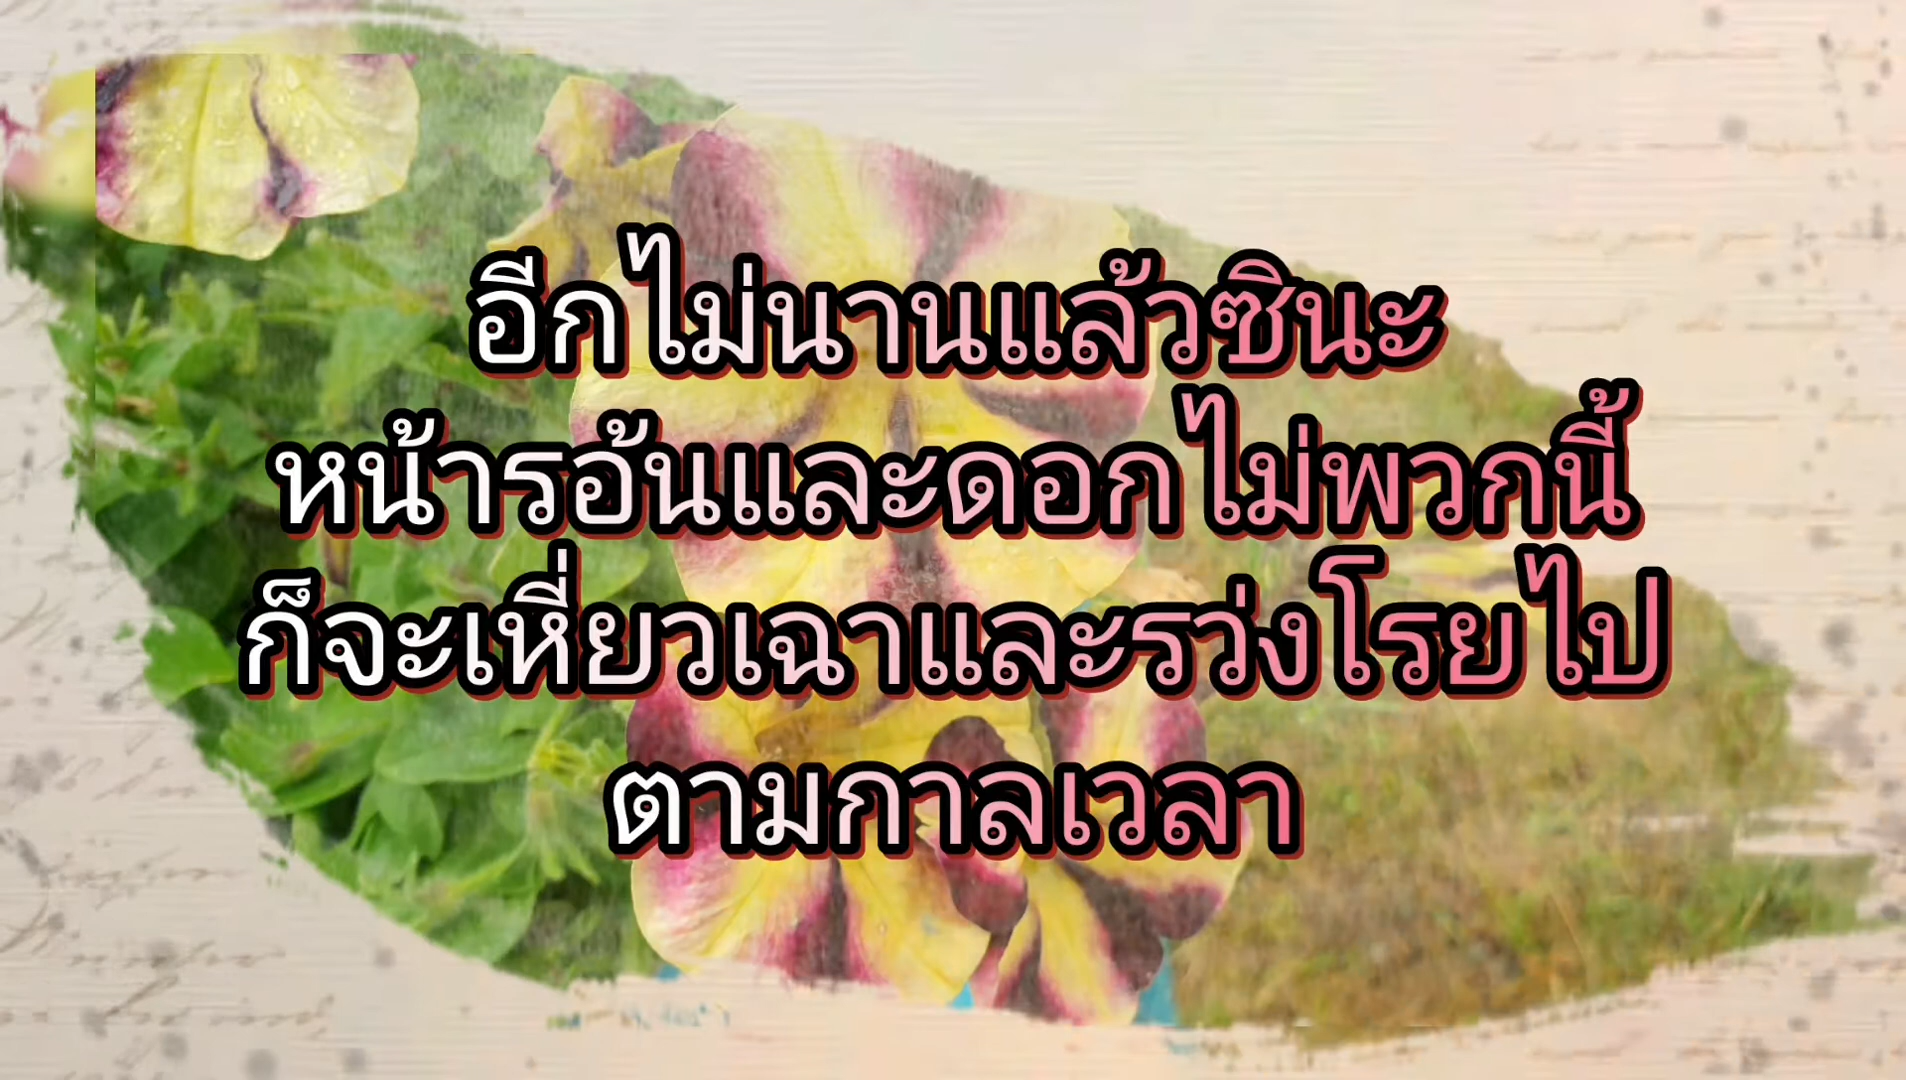 อีกไม่นานแล้วซินะ
หน้ารอ้นและดอกไม่พวกนี้
ก็จะเหี่ยวเฉาและรว่งโรยไป
ตามกาลเวลา